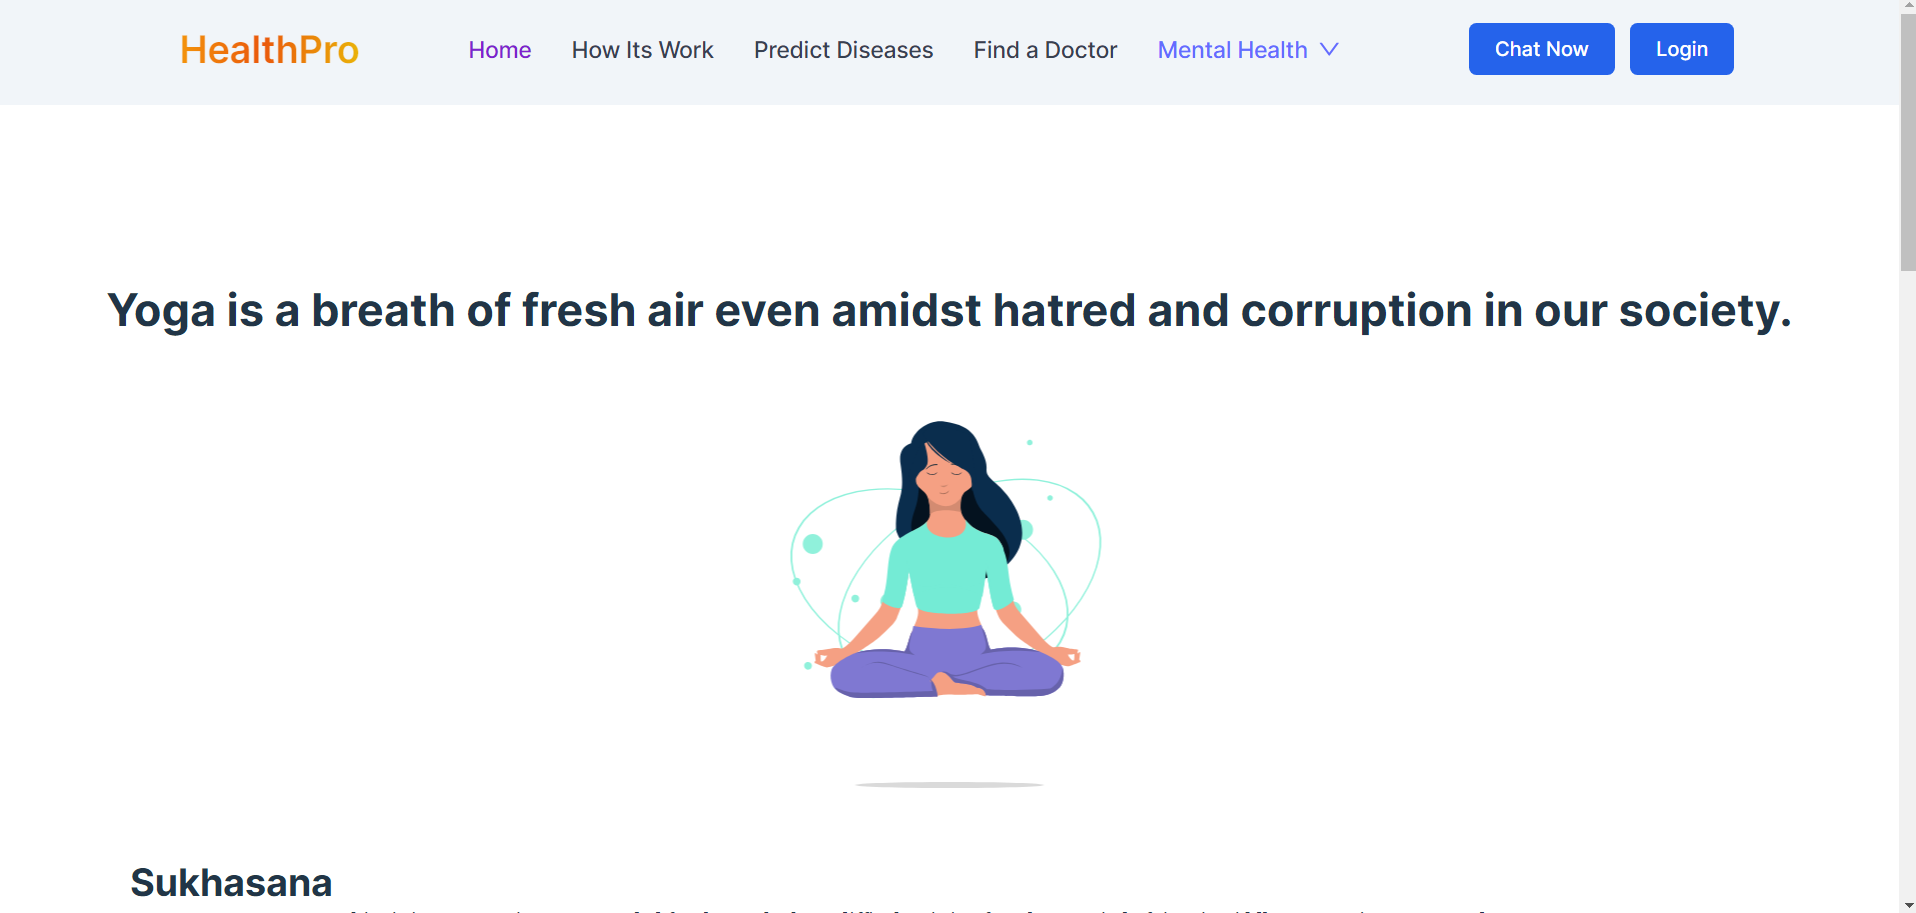 HealthPro Home How Its Work Predict Diseases Find a Doctor Mental Health Chat Now Login
Yoga is a breath of fresh air even amidst hatred and corruption in our society.
Sukhasana